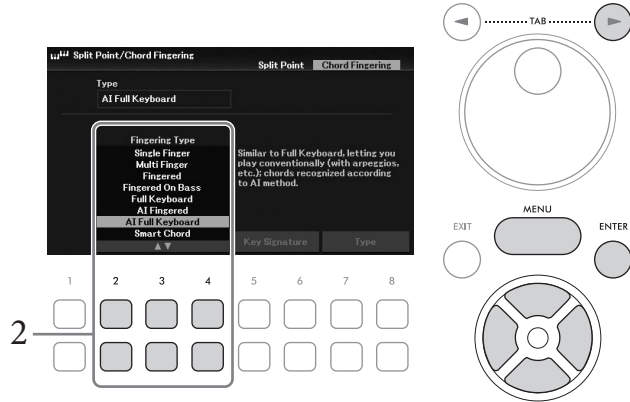 TAB
Split Point/Chord Fingering
Split Point
Chord Fingering
Type
AI Full Keyboard
Fingering Type
Single Finger
Multi Finger
Fingered
Fingered On Bass
Full Keyboard
AI Fingered
AI Full Keyboard
Smart Chord
Similar to Full Keyboard, letting you
play conventionally (with arpeggios,
etc.); chords recognized according
to AI method.
Key Signature
Type
MENU
EXIT
ENTER
1 2 3 4 5 6 7 8
2